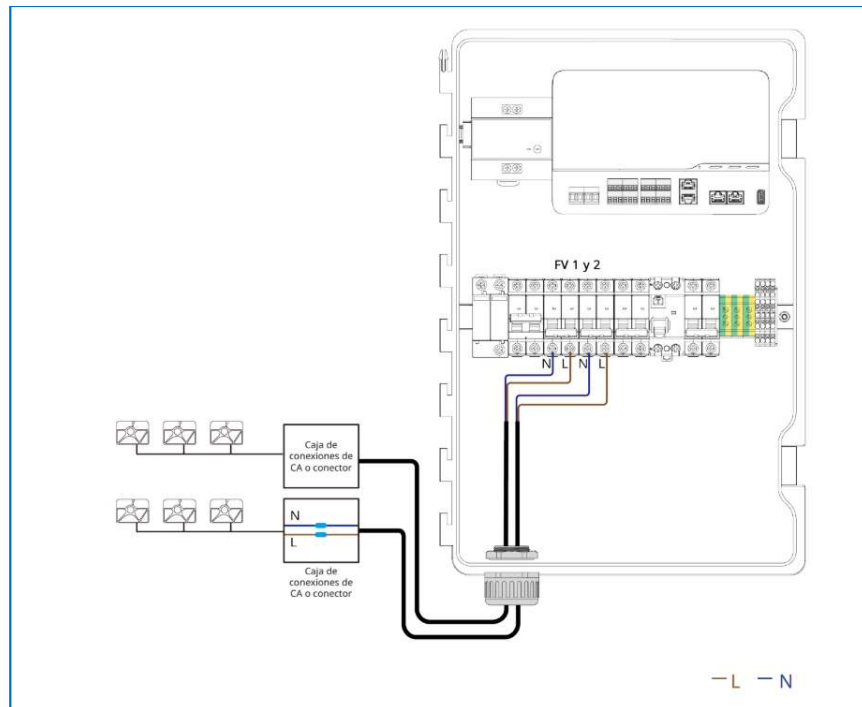 FV 1 y 2
N L N L
Caja de
conexiones de
CA o conector
N
L
Caja de
conexiones de
CA o conector
L N